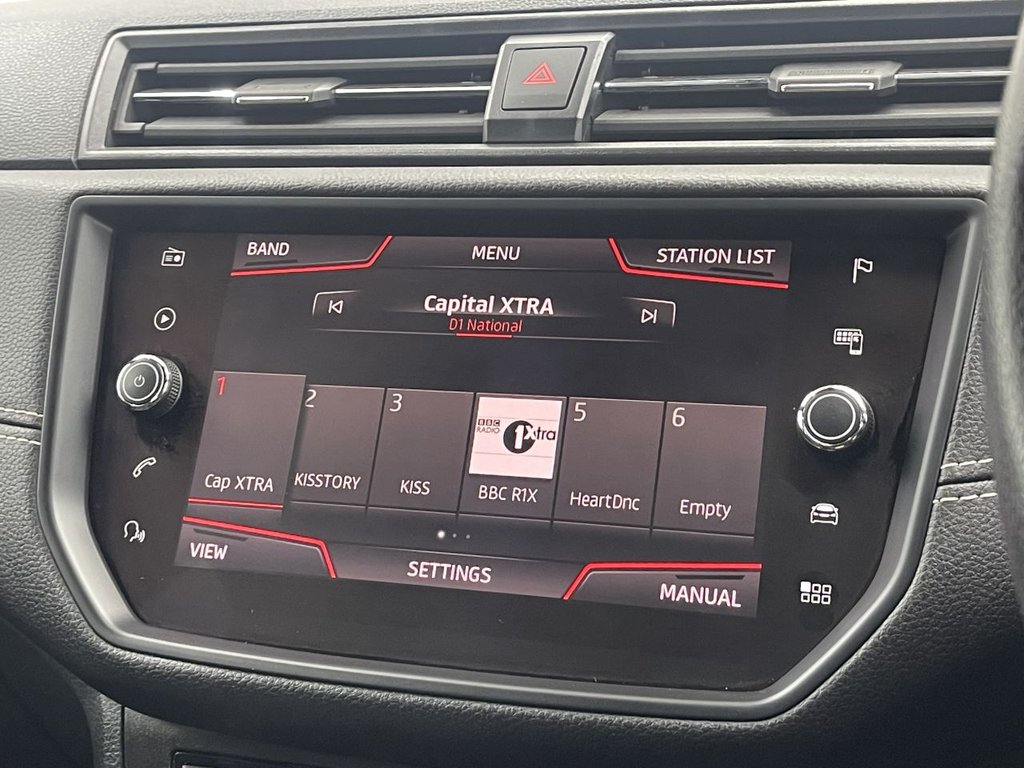 BAND MENU STATION LIST
Capital XTRA
D1 National
1 2 3 5 6
BBC RADIO 1Xtra
Cap XTRA KISSTORY KISS BBC R1X HeartDnc Empty
VIEW SETTINGS MANUAL